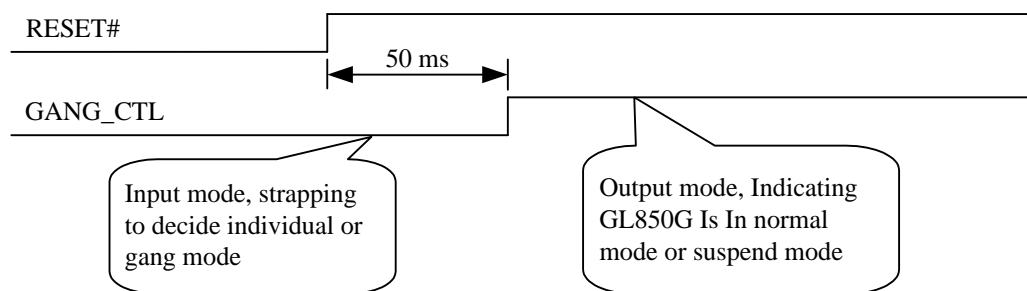 RESET#
50 ms
GANG_CTL
Input mode, strapping
to decide individual or
gang mode
Output mode, Indicating
GL850G Is In normal
mode or suspend mode